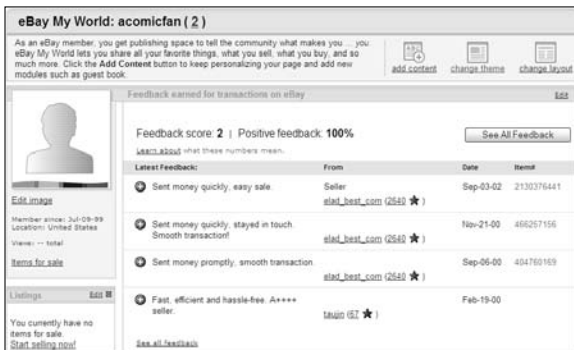 eBay My World: acomicfan ( 2 )
As an eBay member, you get publishing space to tell the community what makes you ... you.
eBay My World lets you share all your favorite things, what you sell, what you buy, and so
much more. Click the Add Content button to keep personalizing your page and add new
modules such as guest book.
add content
change theme
change layout
Feedback earned for transactions on eBay
Edit
Feedback score: 2 | Positive feedback: 100%
See All Feedback
Learn about what these numbers mean.
Latest Feedback: From Date Item#
Sent money quickly, easy sale. Seller Sep-03-02 2130376441
elad_best_com (2640 )
Sent money quickly, stayed in touch. Nov-21-00 466257156
Smooth transaction! elad_best_com (2640 )
Sent money promptly, smooth transaction. Sep-06-00 404760169
elad_best_com (2640 )
Fast, efficient and hassle-free. A++++ Feb-19-00
seller. taujin (57 )
See all feedback
Edit image
Member since: Jul-09-99
Location: United States
Views: -- total
Items for sale
Listings Edit
You currently have no
items for sale.
Start selling now!